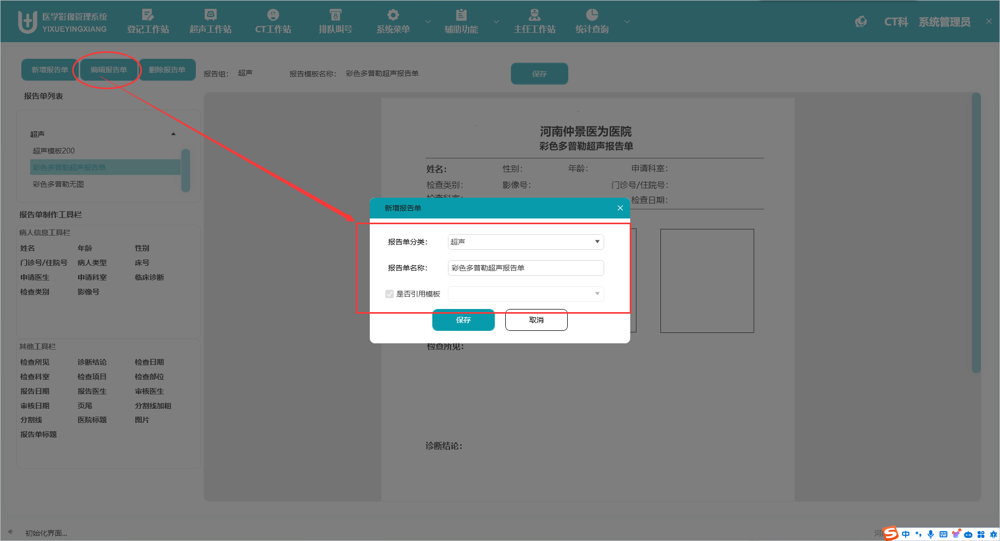 医学影像管理系统
YIXUEYINGXIANG
登记工作站
超声工作站
CT
CT工作站
排队叫号
系统菜单
辅助功能
主任工作站
统计查询
CT科 系统管理员
新增报告单
编辑报告单
删除报告单
报告组： 超声
报告模板名称： 彩色多普勒超声报告单
保存
报告单列表
超声
超声模板200
彩色多普勒超声报告单
彩色多普勒无图
报告单制作工具栏
病人信息工具栏
姓名 年龄 性别
门诊号/住院号 病人类型 床号
申请医生 申请科室 临床诊断
检查类别 影像号
其他工具栏
检查所见 诊断结论 检查日期
检查科室 检查项目 检查部位
报告日期 报告医生 审核医生
审核日期 页尾 分割线加粗
分割线 医院标题 图片
报告单标题
河南仲景医为医院
彩色多普勒超声报告单
姓名： 性别： 年龄： 申请科室：
检查类别： 影像号： 门诊号/住院号：
检查科室： 检查日期：
新增报告单
报告单分类： 超声
报告单名称： 彩色多普勒超声报告单
是否引用模板
保存 取消
检查所见：
诊断结论：
初始化界面...
河
中